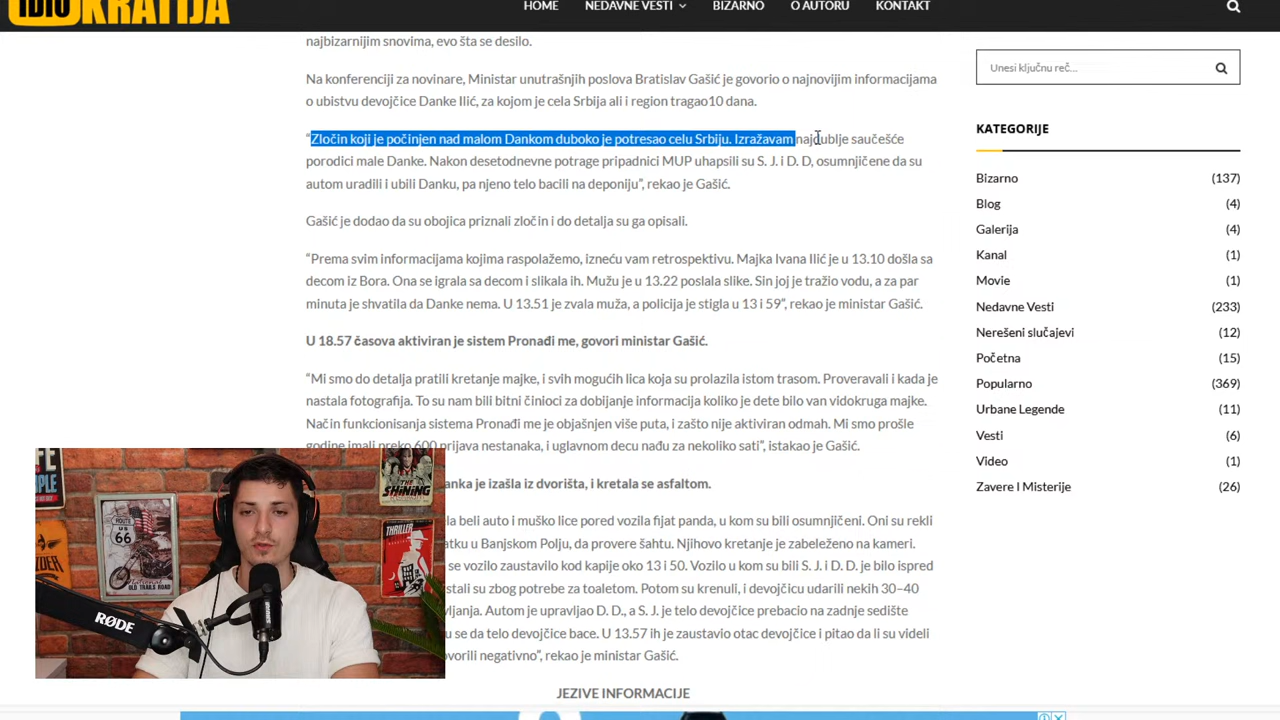 IDIOKRATIJA
HOME NEDAVNE VESTI BIZARNO O AUTORU KONTAKT
najbizarnijim snovima, evo šta se desilo.
Na konferenciji za novinare, Ministar unutrašnjih poslova Bratislav Gašić je govorio o najnovijim informacijama
o ubistvu devojčice Danke Ilić, za kojom je cela Srbija ali i region tragao10 dana.
“Zločin koji je počinjen nad malom Dankom duboko je potresao celu Srbiju. Izražavam najdublje saučešće
porodici male Danke. Nakon desetodnevne potrage pripadnici MUP uhapsili su S. J. i D. D, osumnjičene da su
autom uradili i ubili Danku, pa njeno telo bacili na deponiju”, rekao je Gašić.
Gašić je dodao da su obojica priznali zločin i do detalja su ga opisali.
“Prema svim informacijama kojima raspolažemo, izneću vam retrospektivu. Majka Ivana Ilić je u 13.10 došla sa
decom iz Bora. Ona se igrala sa decom i slikala ih. Mužu je u 13.22 poslala slike. Sin joj je tražio vodu, a za par
minuta je shvatila da Danke nema. U 13.51 je zvala muža, a policija je stigla u 13 i 59”, rekao je ministar Gašić.
U 18.57 časova aktiviran je sistem Pronađi me, govori ministar Gašić.
“Mi smo do detalja pratili kretanje majke, i svih mogućih lica koja su prolazila istom trasom. Proveravali i kada je
nastala fotografija. To su nam bili bitni činioci za dobijanje informacija koliko je dete bilo van vidokruga majke.
Način funkcionisanja sistema Pronađi me je objašnjen više puta, i zašto nije aktiviran odmah. Mi smo prošle
godine imali preko 600 prijava nestanaka, i uglavnom decu nađu za nekoliko sati”, istakao je Gašić.
anka je izašla iz dvorišta, i kretala se asfaltom.
la beli auto i muško lice pored vozila fijat panda, u kom su bili osumnjičeni. Oni su rekli
atku u Banjskom Polju, da provere šahtu. Njihovo kretanje je zabeleženo na kameri.
se vozilo zaustavilo kod kapije oko 13 i 50. Vozilo u kom su bili S. J. i D. D. je bilo ispred
stali su zbog potrebe za toaletom. Potom su krenuli, i devojčicu udarili nekih 30–40
vljanja. Autom je upravljao D. D., a S. J. je telo devojčice prebacio na zadnje sedište
u se da telo devojčice bace. U 13.57 ih je zaustavio otac devojčice i pitao da li su videli
ovorili negativno”, rekao je ministar Gašić.
JEZIVE INFORMACIJE
Unesi ključnu reč...
KATEGORIJE
Bizarno (137)
Blog (4)
Galerija (4)
Kanal (1)
Movie (1)
Nedavne Vesti (233)
Nerešeni slučajevi (12)
Početna (15)
Popularno (369)
Urbane Legende (11)
Vesti (6)
Video (1)
Zavere I Misterije (26)
ROUTE
US
66
THE
SHiNiNG
THRILLER
RØDE